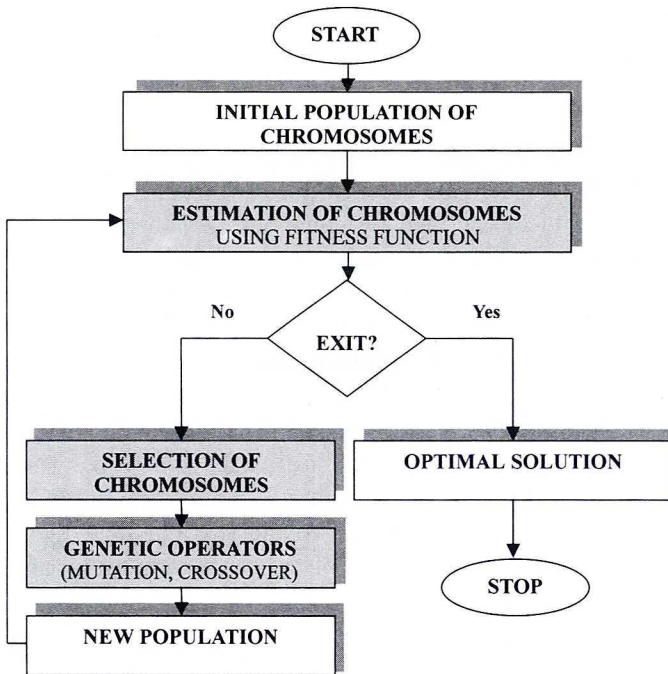 START
INITIAL POPULATION OF
CHROMOSOMES
ESTIMATION OF CHROMOSOMES
USING FITNESS FUNCTION
No
Yes
EXIT?
SELECTION OF
CHROMOSOMES
OPTIMAL SOLUTION
GENETIC OPERATORS
(MUTATION, CROSSOVER)
STOP
NEW POPULATION